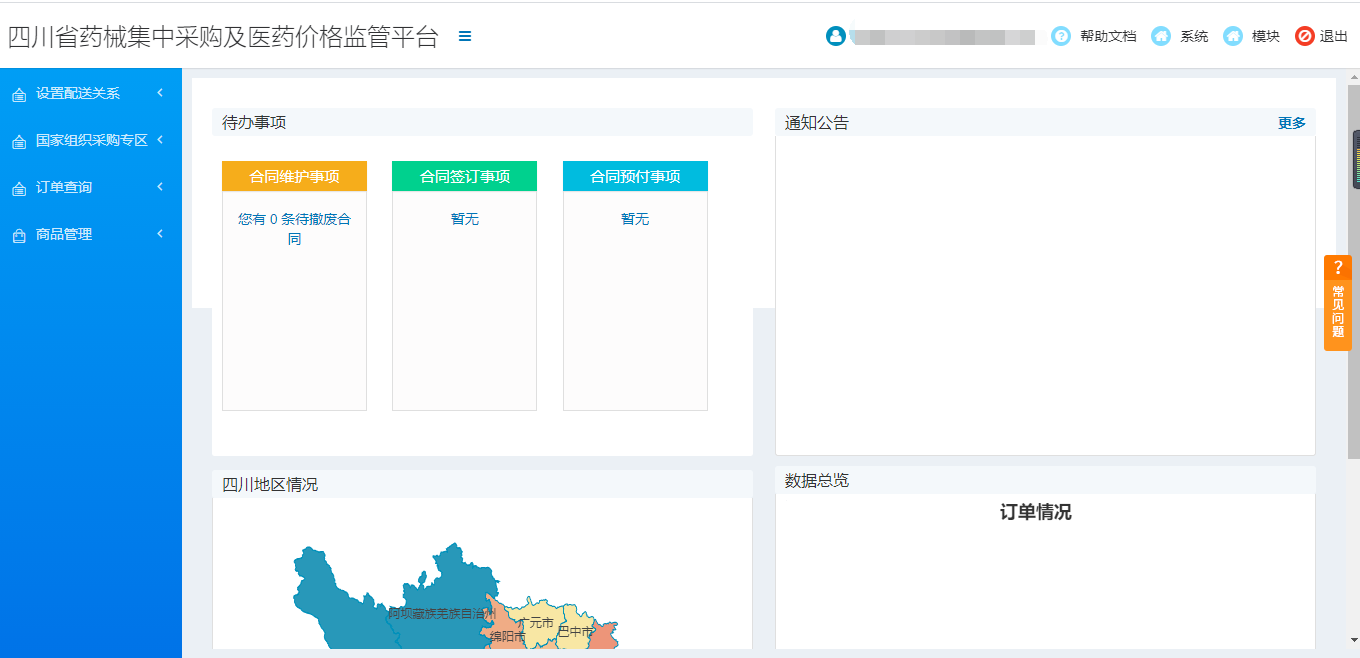 四川省药械集中采购及医药价格监管平台
帮助文档 系统 模块 退出
设置配送关系
国家组织采购专区
订单查询
商品管理
待办事项
合同维护事项
您有 0 条待撤废合
同
合同签订事项
暂无
合同预付事项
暂无
通知公告 更多
?
常见问题
四川地区情况
阿坝藏族羌族自治州
绵阳市
广元市
巴中市
数据总览
订单情况